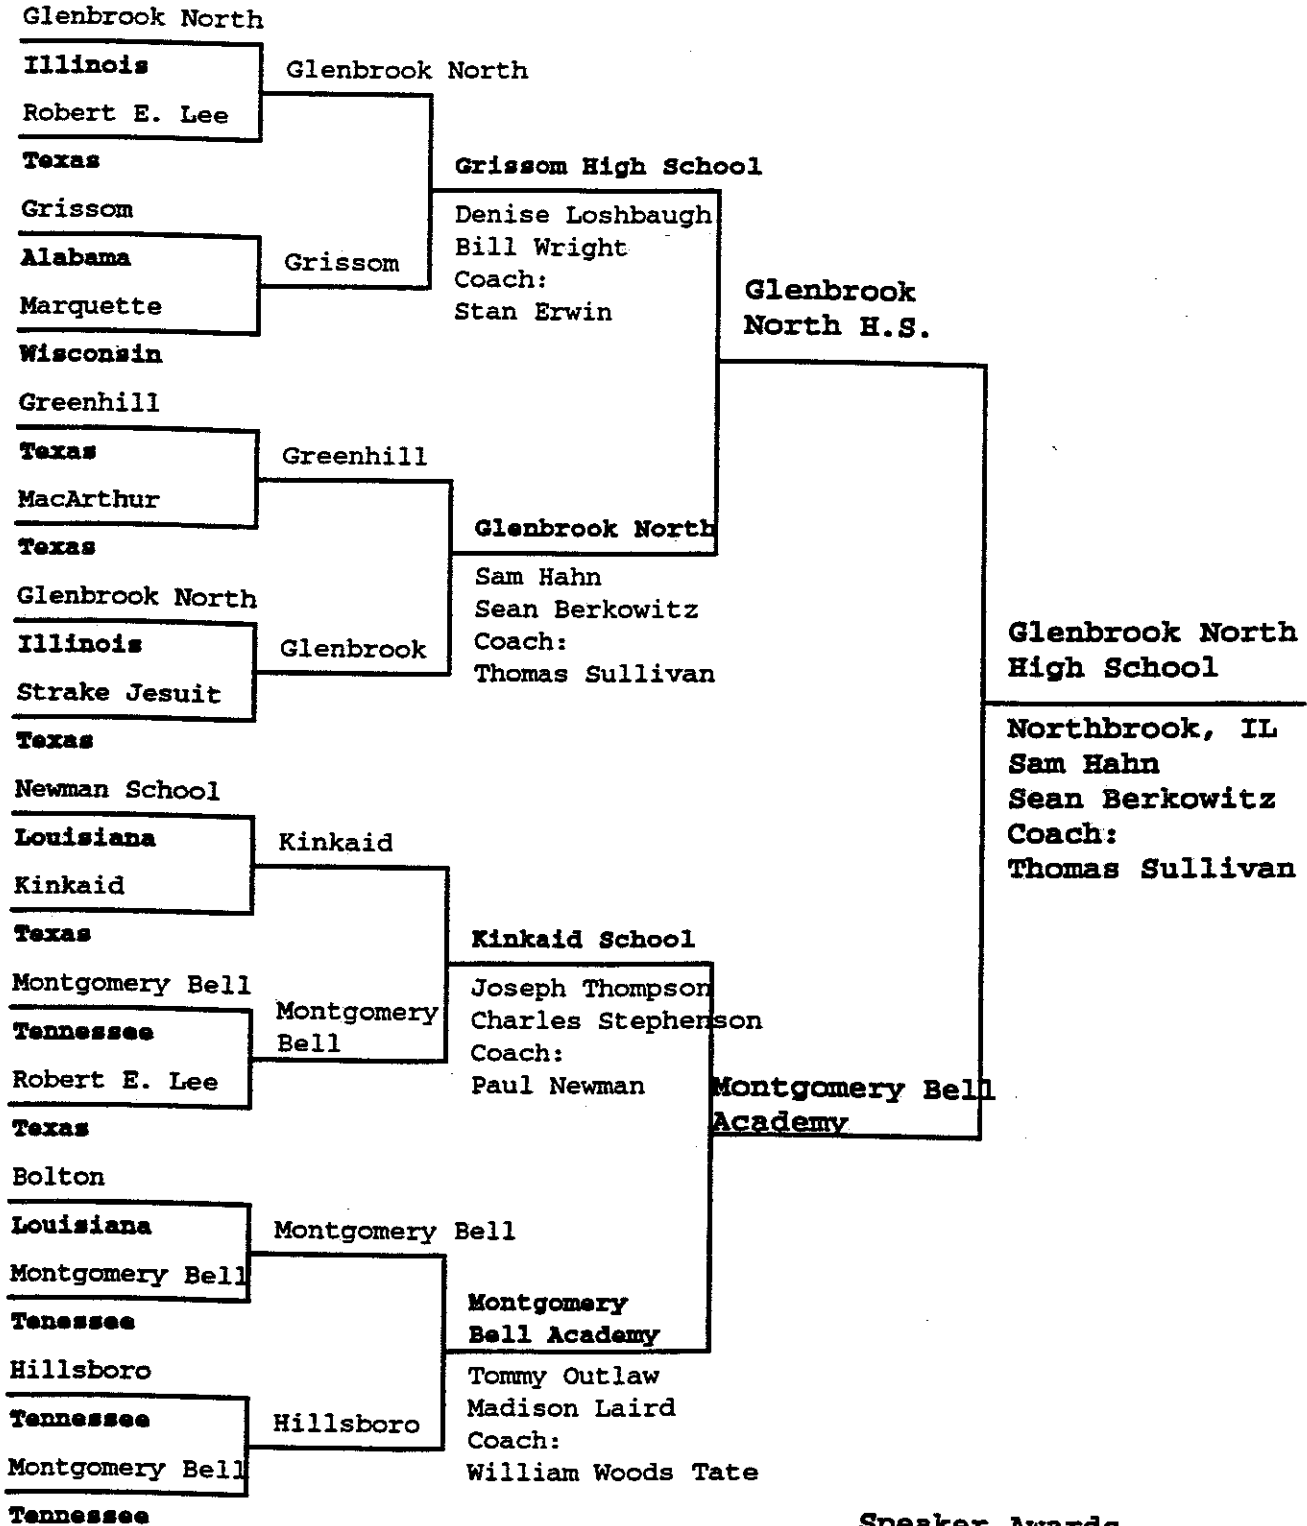 Glenbrook North
Illinois
Robert E. Lee
Texas
Grissom
Alabama
Marquette
Wisconsin
Greenhill
Texas
MacArthur
Texas
Glenbrook North
Illinois
Strake Jesuit
Texas
Newman School
Louisiana
Kinkaid
Texas
Montgomery Bell
Tennessee
Robert E. Lee
Texas
Bolton
Louisiana
Montgomery Bell
Tenessee
Hillsboro
Tennessee
Montgomery Bell
Tennessee
Glenbrook North
Grissom
Greenhill
Glenbrook
Kinkaid
Montgomery
Bell
Montgomery Bell
Hillsboro
Grissom High School
Denise Loshbaugh
Bill Wright
Coach:
Stan Erwin
Glenbrook North
Sam Hahn
Sean Berkowitz
Coach:
Thomas Sullivan
Kinkaid School
Joseph Thompson
Charles Stephenson
Coach:
Paul Newman
Montgomery
Bell Academy
Tommy Outlaw
Madison Laird
Coach:
William Woods Tate
Glenbrook
North H.S.
Montgomery Bell
Academy
Glenbrook North
High School
Northbrook, IL
Sam Hahn
Sean Berkowitz
Coach:
Thomas Sullivan
Speaker Awards